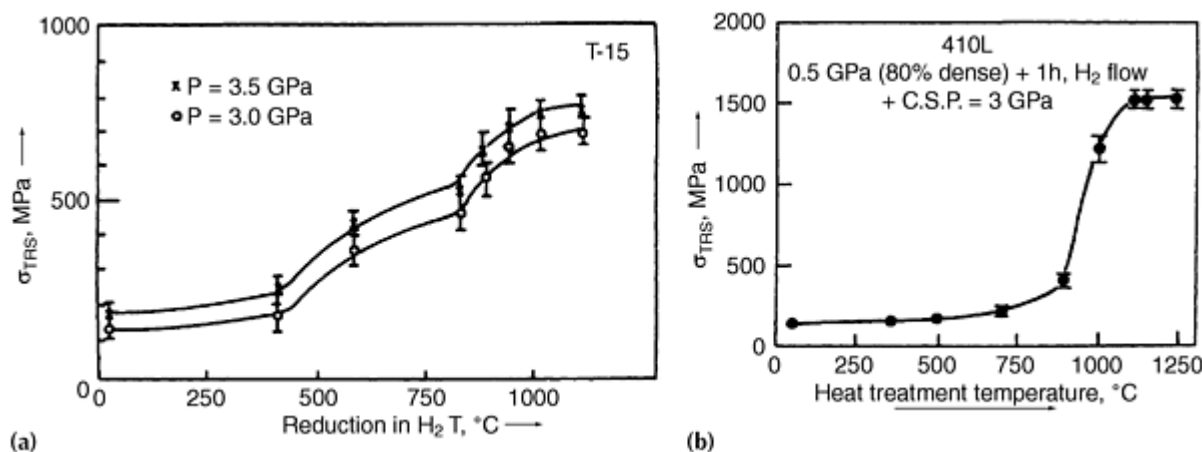 1000
T-15
P = 3.5 GPa
P = 3.0 GPa
500
0
σTRS, MPa
0 250 500 750 1000
Reduction in H2 T, °C
(a)
2000
410L
0.5 GPa (80% dense) + 1h, H2 flow
+ C.S.P. = 3 GPa
1500
1000
500
0
σTRS, MPa
0 250 500 750 1000 1250
Heat treatment temperature, °C
(b)